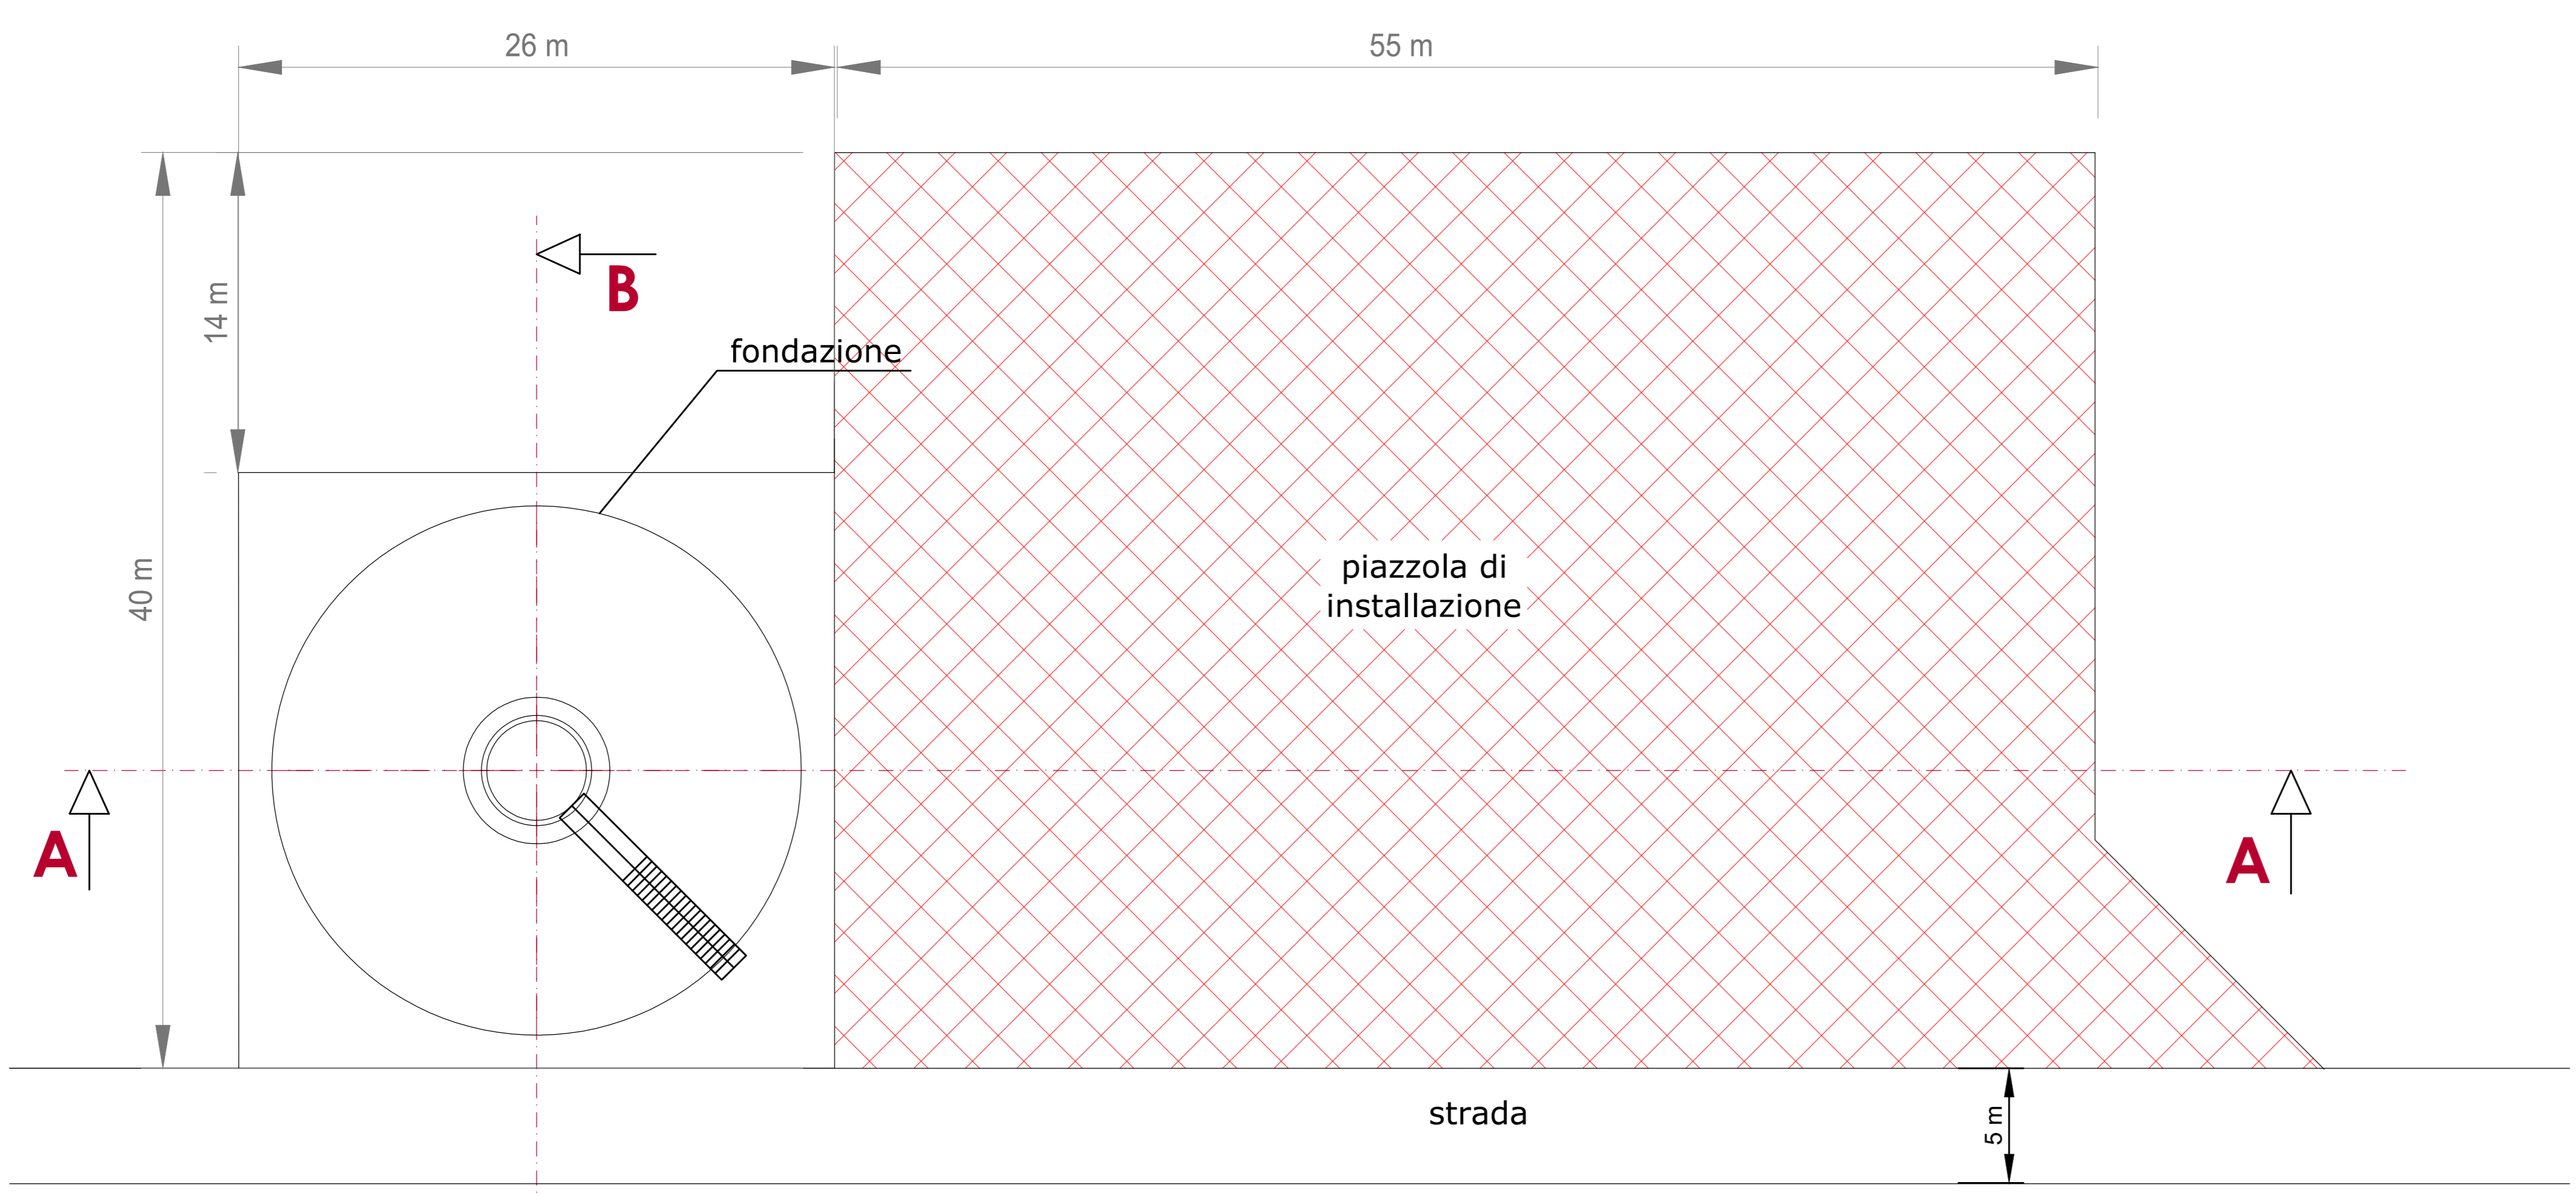 26 m
55 m
B
14 m
fondazione
40 m
piazzola di
installazione
A
A
strada
5 m